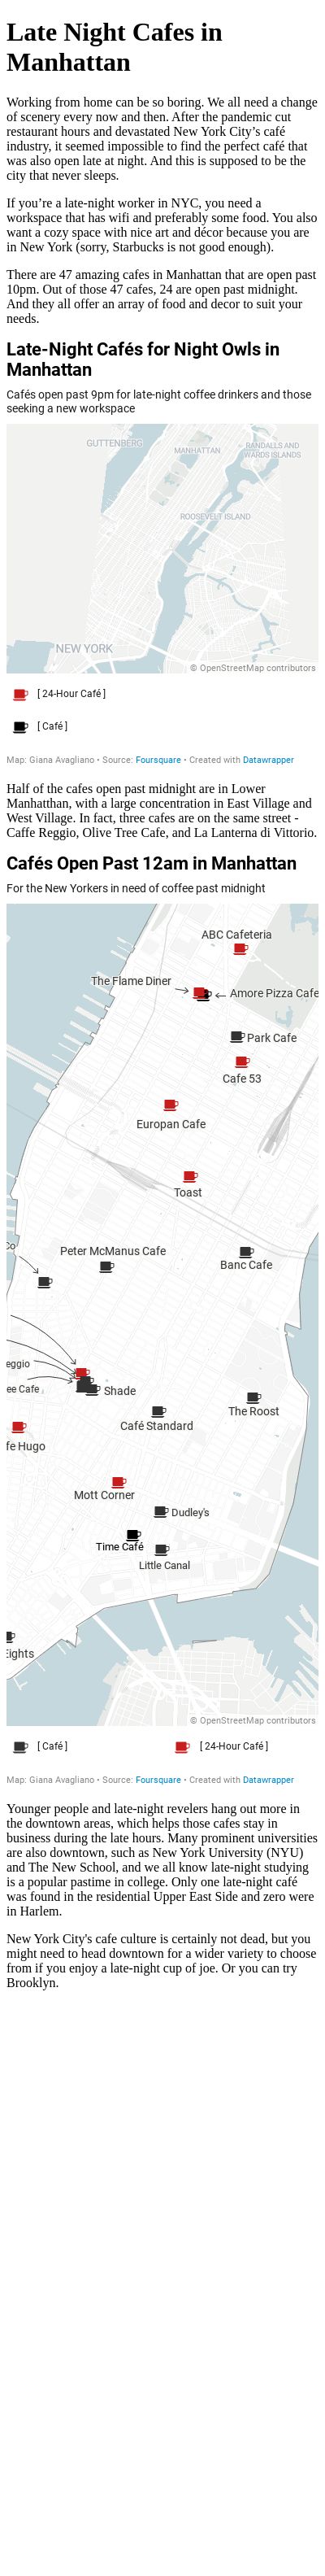 Late Night Cafes in
Manhattan
Working from home can be so boring. We all need a change
of scenery every now and then. After the pandemic cut
restaurant hours and devastated New York City’s café
industry, it seemed impossible to find the perfect café that
was also open late at night. And this is supposed to be the
city that never sleeps.
If you’re a late-night worker in NYC, you need a
workspace that has wifi and preferably some food. You also
want a cozy space with nice art and décor because you are
in New York (sorry, Starbucks is not good enough).
There are 47 amazing cafes in Manhattan that are open past
10pm. Out of those 47 cafes, 24 are open past midnight.
And they all offer an array of food and decor to suit your
needs.
Late-Night Cafés for Night Owls in
Manhattan
Cafés open past 9pm for late-night coffee drinkers and those
seeking a new workspace
GUTTENBERG
MANHATTAN
RANDALLS AND
WARDS ISLANDS
ROOSEVELT ISLAND
NEW YORK
© OpenStreetMap contributors
[ 24-Hour Café ]
[ Café ]
Map: Giana Avagliano • Source: Foursquare • Created with Datawrapper
Half of the cafes open past midnight are in Lower
Manhatthan, with a large concentration in East Village and
West Village. In fact, three cafes are on the same street -
Caffe Reggio, Olive Tree Cafe, and La Lanterna di Vittorio.
Cafés Open Past 12am in Manhattan
For the New Yorkers in need of coffee past midnight
ABC Cafeteria
The Flame Diner
Amore Pizza Cafe
Park Cafe
Cafe 53
Europan Cafe
Toast
Co
Peter McManus Cafe
Banc Cafe
eggio
ee Cafe
Shade
The Roost
Café Standard
fe Hugo
Mott Corner
Dudley's
Time Café
Little Canal
Eights
© OpenStreetMap contributors
[ Café ]
[ 24-Hour Café ]
Map: Giana Avagliano • Source: Foursquare • Created with Datawrapper
Younger people and late-night revelers hang out more in
the downtown areas, which helps those cafes stay in
business during the late hours. Many prominent universities
are also downtown, such as New York University (NYU)
and The New School, and we all know late-night studying
is a popular pastime in college. Only one late-night café
was found in the residential Upper East Side and zero were
in Harlem.
New York City's cafe culture is certainly not dead, but you
might need to head downtown for a wider variety to choose
from if you enjoy a late-night cup of joe. Or you can try
Brooklyn.